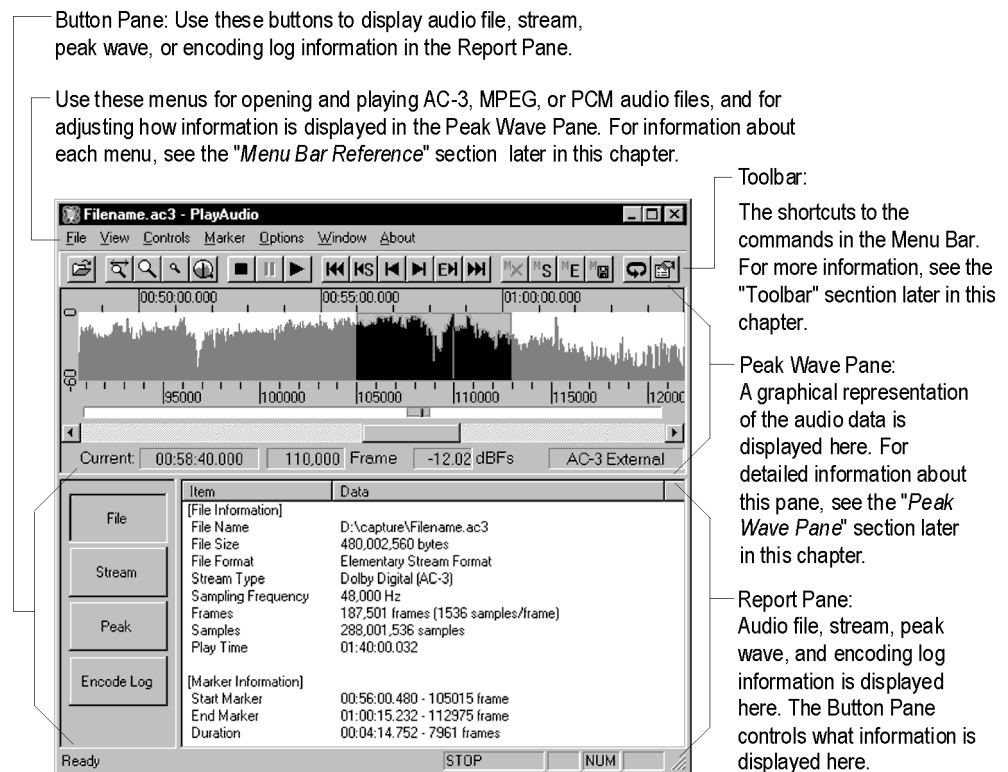 Button Pane: Use these buttons to display audio file, stream,
peak wave, or encoding log information in the Report Pane.
Use these menus for opening and playing AC-3, MPEG, or PCM audio files, and for
adjusting how information is displayed in the Peak Wave Pane. For information about
each menu, see the "Menu Bar Reference" section later in this chapter.
Toolbar:
The shortcuts to the
commands in the Menu Bar.
For more information, see the
"Toolbar" secntion later in this
chapter.
Filename.ac3 - PlayAudio
File View Controls Marker Options Window About
KS E M M S M E M
00:50:00.000 00:55:00.000 01:00:00.000
0
-60
95000 100000 105000 110000 115000 12000
Current: 00:58:40.000 110,000 Frame -12.02 dBFs AC-3 External
Peak Wave Pane:
A graphical representation
of the audio data is
displayed here. For
detailed information about
this pane, see the "Peak
Wave Pane" section later
in this chapter.
File
Stream
Peak
Encode Log
Item Data
[File Information]
File Name D:\capture\Filename.ac3
File Size 480,002,560 bytes
File Format Elementary Stream Format
Stream Type Dolby Digital (AC-3)
Sampling Frequency 48,000 Hz
Frames 187,501 frames (1536 samples/frame)
Samples 288,001,536 samples
Play Time 01:40:00.032
[Marker Information]
Start Marker 00:56:00.480 - 105015 frame
End Marker 01:00:15.232 - 112975 frame
Duration 00:04:14.752 - 7961 frames
Ready STOP NUM
Report Pane:
Audio file, stream, peak
wave, and encoding log
information is displayed
here. The Button Pane
controls what information is
displayed here.